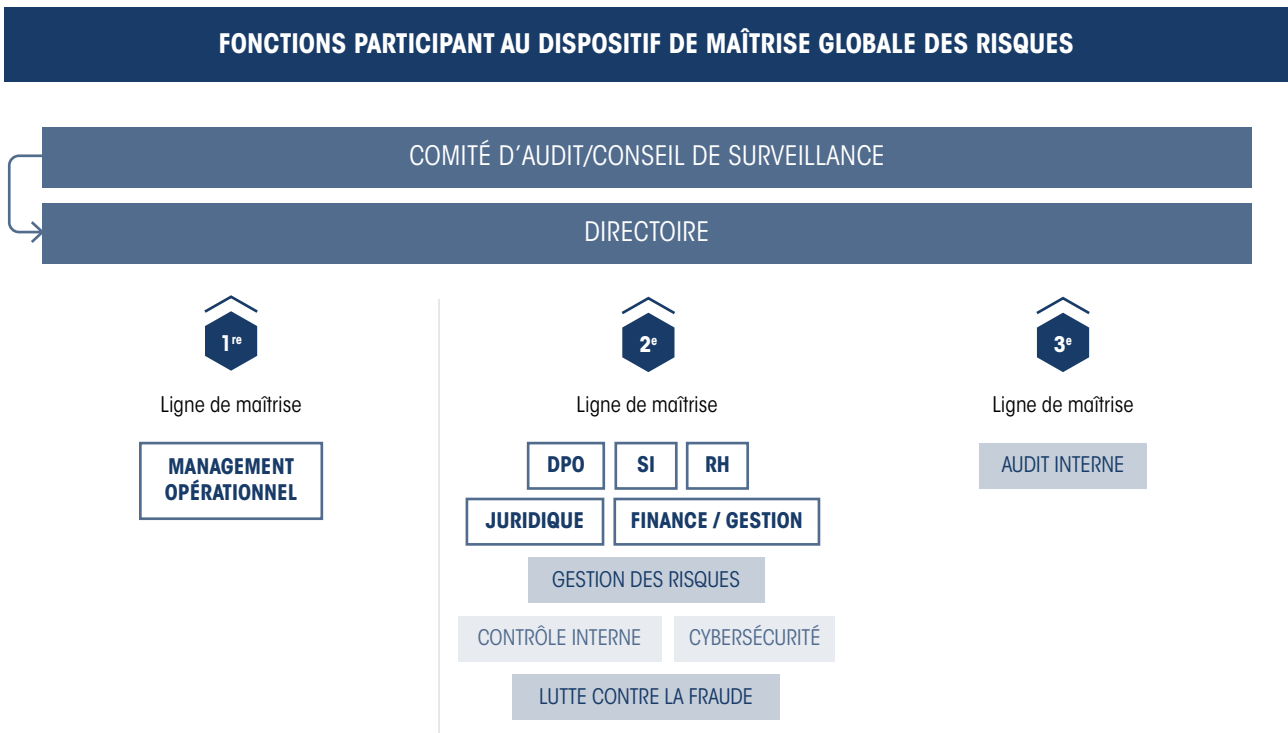 FONCTIONS PARTICIPANT AU DISPOSITIF DE MAÎTRISE GLOBALE DES RISQUES
COMITÉ D'AUDIT/CONSEIL DE SURVEILLANCE
DIRECTOIRE
1re
Ligne de maîtrise
MANAGEMENT
OPÉRATIONNEL
2e
Ligne de maîtrise
DPO
SI
RH
JURIDIQUE
FINANCE / GESTION
GESTION DES RISQUES
CONTRÔLE INTERNE
CYBERSÉCURITÉ
LUTTE CONTRE LA FRAUDE
3e
Ligne de maîtrise
AUDIT INTERNE